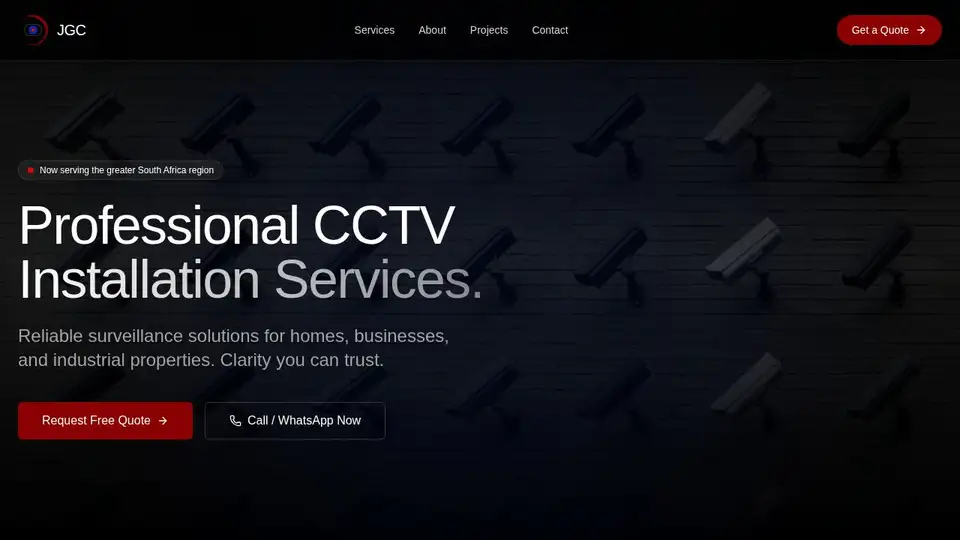 JGC
Services
About
Projects
Contact
Get a Quote
Now serving the greater South Africa region
Professional CCTV
Installation Services.
Reliable surveillance solutions for homes, businesses,
and industrial properties. Clarity you can trust.
Request Free Quote
Call / WhatsApp Now